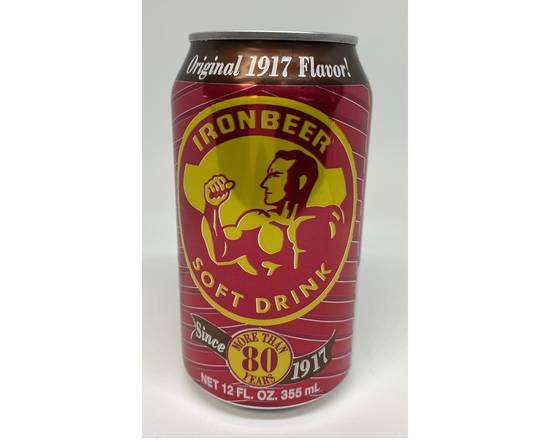 Original 1917 Flavor!
IRONBEER
SOFT DRINK
Since 1917
MORE THAN
80
YEARS
NET 12 FL. OZ. 355 mL